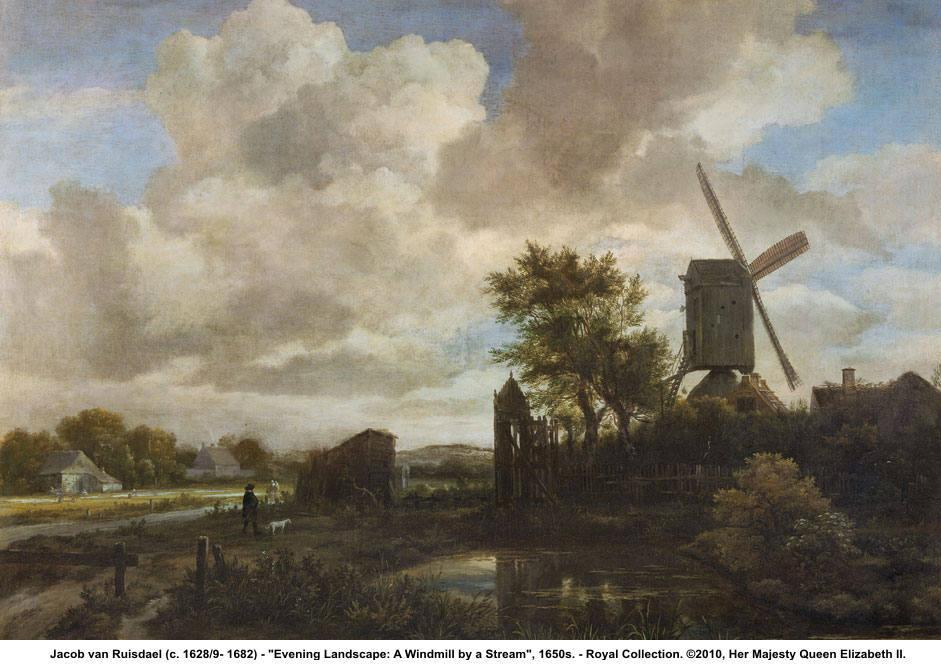 Jacob van Ruisdael (c. 1628/9- 1682) - "Evening Landscape: A Windmill by a Stream", 1650s. - Royal Collection. ©2010, Her Majesty Queen Elizabeth II.